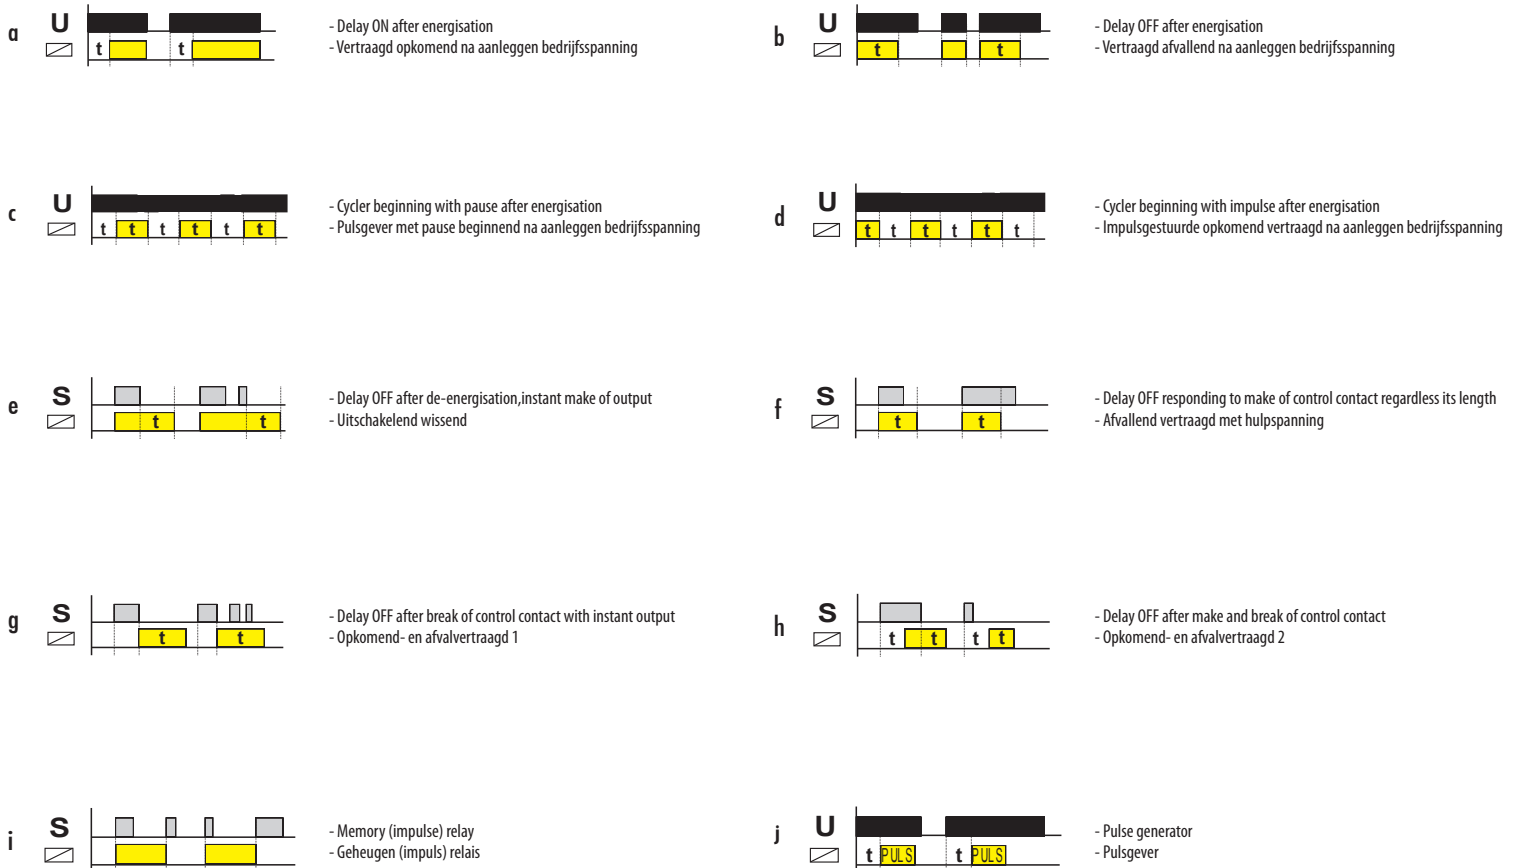 a U - Delay ON after energisation
t t - Vertraagd opkomend na aanleggen bedrijfsspanning
b U - Delay OFF after energisation
t t - Vertraagd afvallend na aanleggen bedrijfsspanning
c U - Cycler beginning with pause after energisation
t t t t t t - Pulsgever met pause beginnend na aanleggen bedrijfsspanning
d U - Cycler beginning with impulse after energisation
t t t t t t - Impulsgestuurde opkomend vertraagd na aanleggen bedrijfsspanning
e S - Delay OFF after de-energisation,instant make of output
t t - Uitschakelend wissend
f S - Delay OFF responding to make of control contact regardless its length
t t - Afvallend vertraagd met hulpspanning
g S - Delay OFF after break of control contact with instant output
t t - Opkomend- en afvalvertraagd 1
h S - Delay OFF after make and break of control contact
t t t t - Opkomend- en afvalvertraagd 2
i S - Memory (impulse) relay
- Geheugen (impuls) relais
j U - Pulse generator
t PULS t PULS - Pulsgever